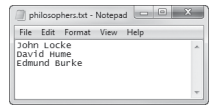 philosophers.txt - Notepad
File Edit Format View Help
John Locke
David Hume
Edmund Burke